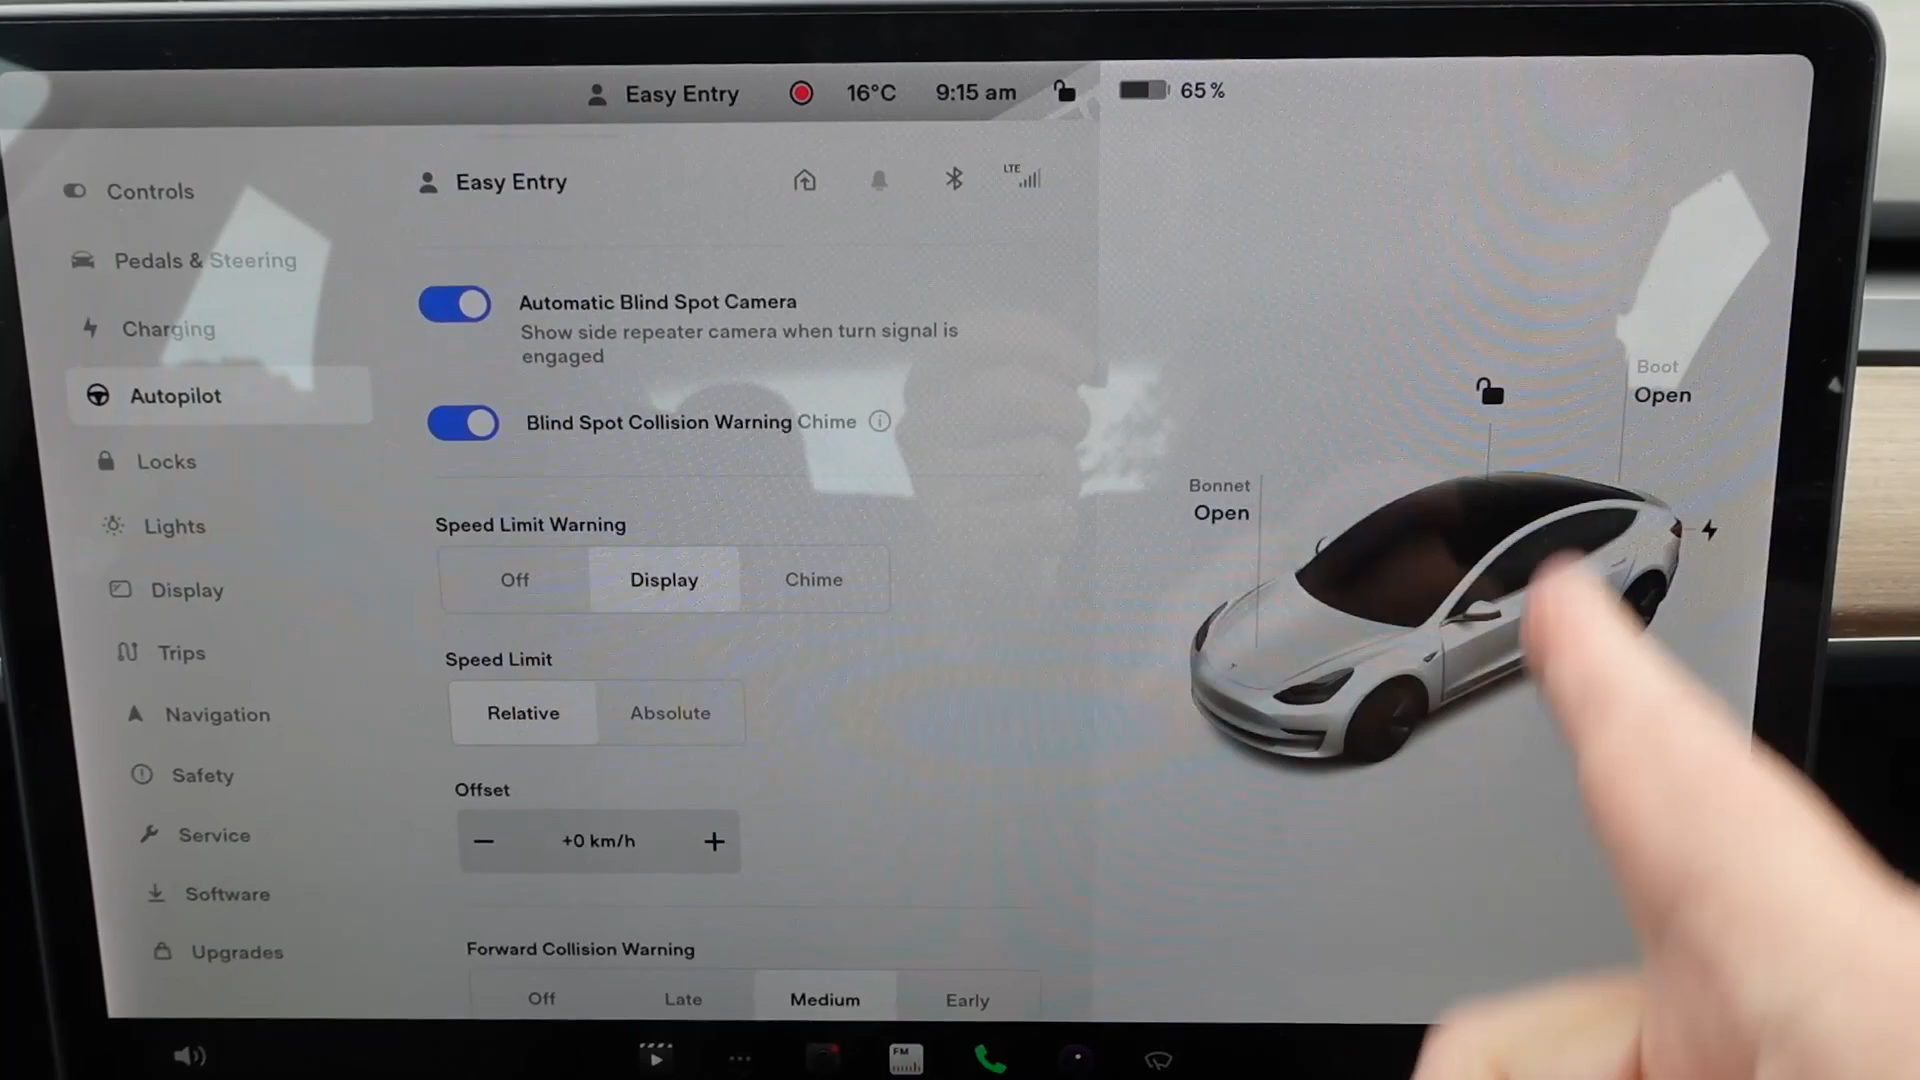 Easy Entry
16°C
9:15 am
65 %
Controls
Pedals & Steering
Charging
Autopilot
Locks
Lights
Display
Trips
Navigation
Safety
Service
Software
Upgrades
Easy Entry
LTE
Automatic Blind Spot Camera
Show side repeater camera when turn signal is
engaged
Blind Spot Collision Warning Chime
Speed Limit Warning
Off
Display
Chime
Speed Limit
Relative
Absolute
Offset
− +0 km/h +
Forward Collision Warning
Off
Late
Medium
Early
Boot
Open
Bonnet
Open
FM